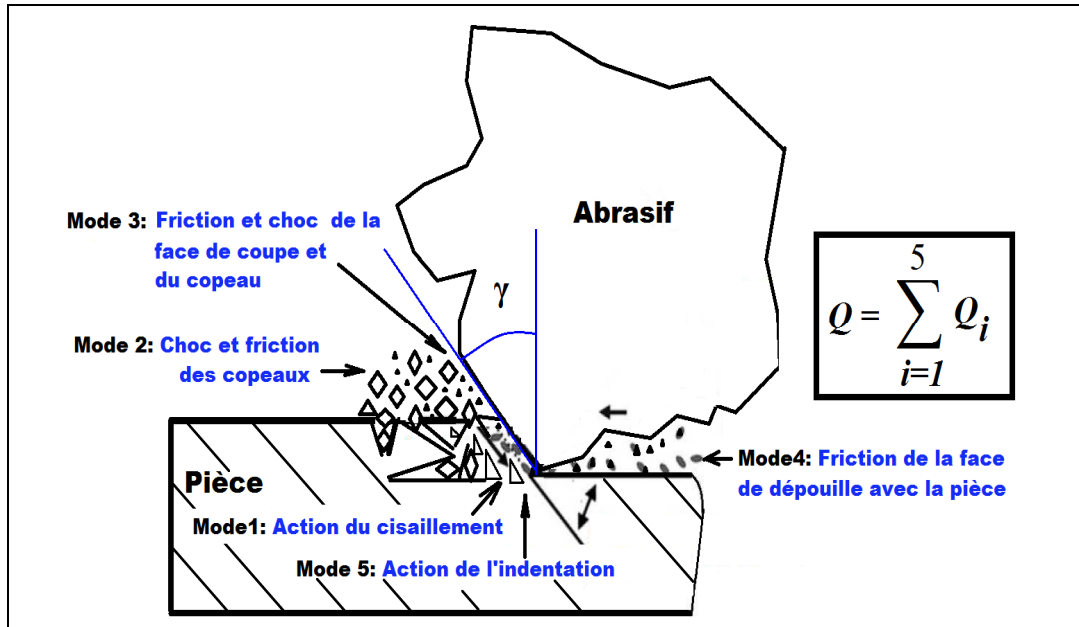 Mode 3: Friction et choc de la
face de coupe et
du copeau
Abrasif
γ
Mode 2: Choc et friction
des copeaux
5
Q = ∑ Qi
i=1
Pièce
Mode4: Friction de la face
de dépouille avec la pièce
Mode1: Action du cisaillement
Mode 5: Action de l'indentation